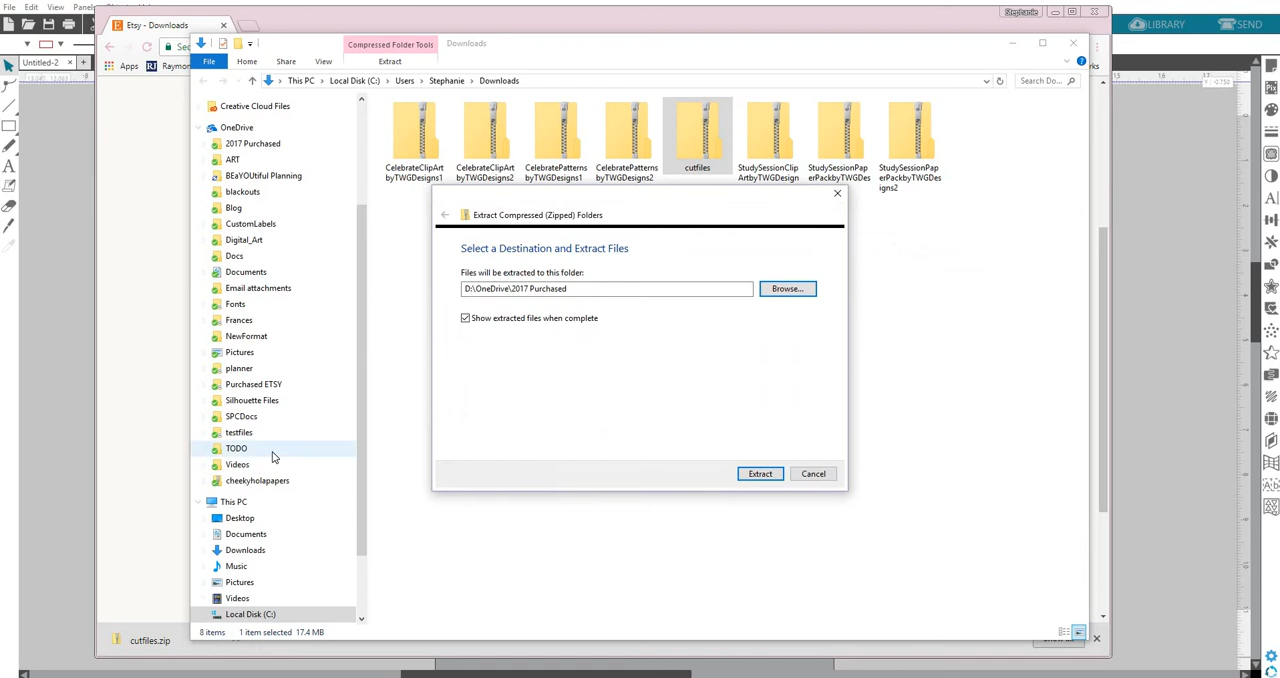 File Edit View Panels
Stephanie
LIBRARY
SEND
Etsy - Downloads
Untitled-2
Apps
Raymon
Compressed Folder Tools
Downloads
File
Home
Share
View
Extract
This PC
Local Disk (C:)
Users
Stephanie
Downloads
Search Do...
Creative Cloud Files
OneDrive
2017 Purchased
ART
BEaYOUtiful Planning
blackouts
Blog
CustomLabels
Digital_Art
Docs
Documents
Email attachments
Fonts
Frances
NewFormat
Pictures
planner
Purchased ETSY
Silhouette Files
SPCDocs
testfiles
TODO
Videos
cheekyholapapers
This PC
Desktop
Documents
Downloads
Music
Pictures
Videos
Local Disk (C:)
CelebrateClipArt
byTWGDesigns1
CelebrateClipArt
byTWGDesigns2
CelebratePatterns
byTWGDesigns1
CelebratePatterns
byTWGDesigns2
cutfiles
StudySessionClip
ArtbyTWGDesign
StudySessionPap
erPackbyTWGDes
StudySessionPap
erPackbyTWGDes
igns2
Extract Compressed (Zipped) Folders
Select a Destination and Extract Files
Files will be extracted to this folder:
D:\OneDrive\2017 Purchased
Browse...
Show extracted files when complete
Extract
Cancel
8 items
1 item selected 17.4 MB
cutfiles.zip